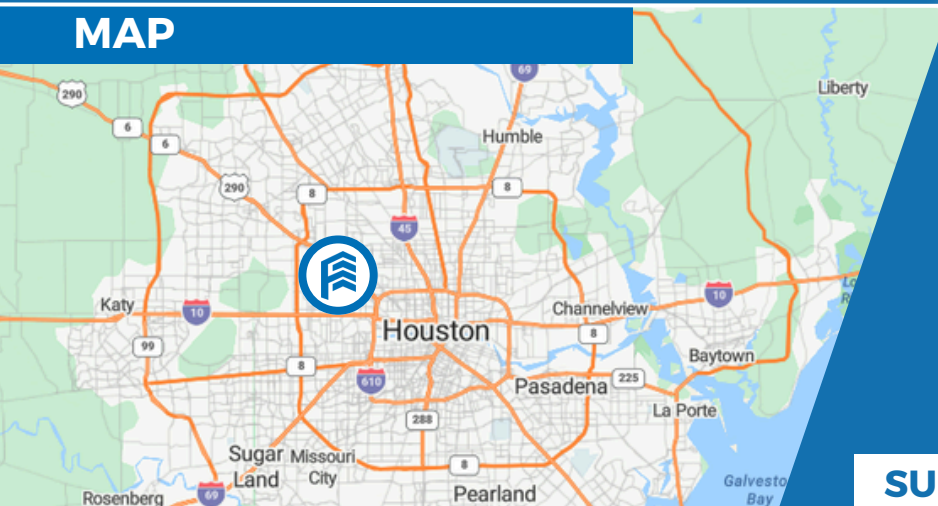 MAP
69
290
Liberty
6
Humble
6
290
8
8
45
10
Katy
10
Channelview
Houston
8
99
Baytown
8
610
Pasadena
225
La Porte
288
Sugar
Land
Missouri
City
8
Galvesto
Bay
SU
69
Pearland
Rosenberg